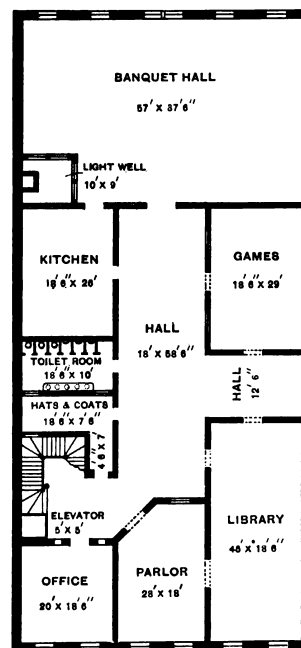 BANQUET HALL
57' X 37'6"
LIGHT WELL
10' X 9'
KITCHEN
18'6" X 26'
GAMES
18'6" X 29'
HALL
18' X 58'6"
TOILET ROOM
18'6" X 10'
HALL
12'6"
HATS & COATS
18'6" X 7'6"
4'6" X 7'
ELEVATOR
5' X 5'
LIBRARY
45' X 18'6"
OFFICE
20' X 18'6"
PARLOR
28' X 18'